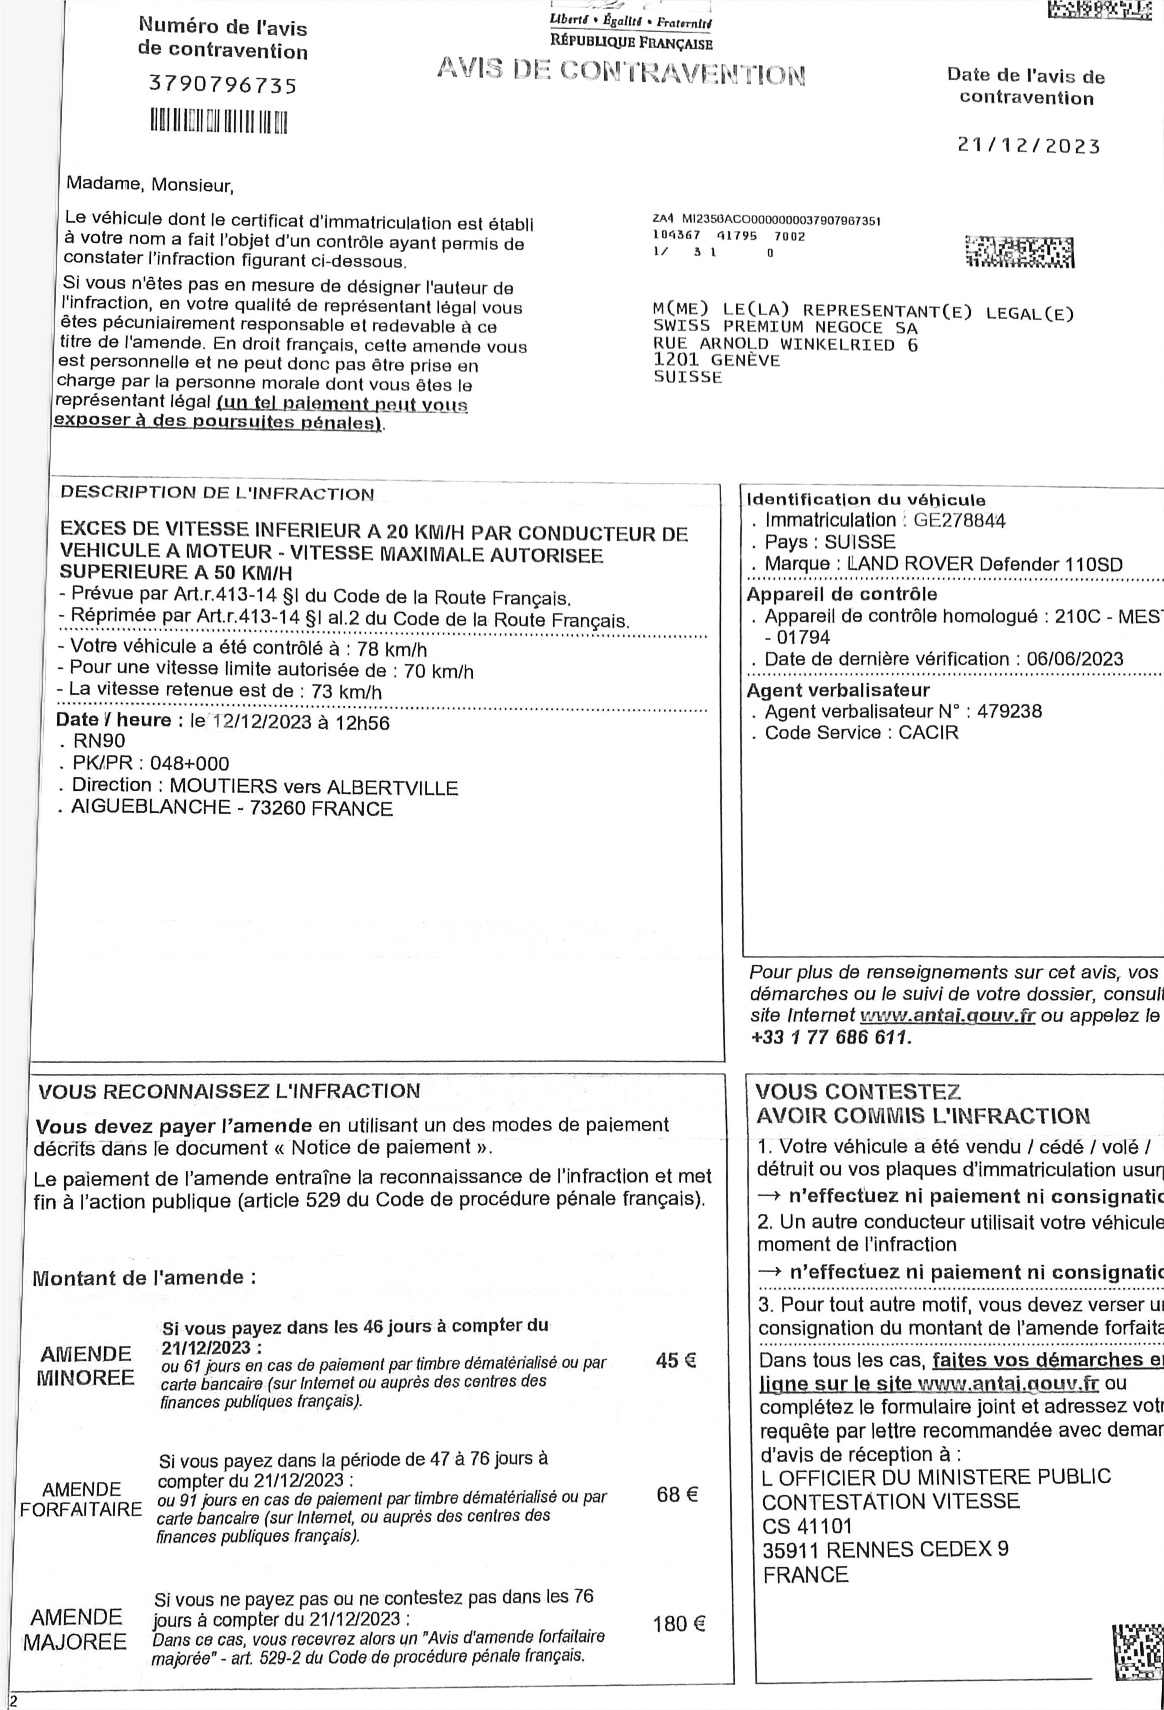 Numéro de l'avis
de contravention
3790796735
Liberté • Égalité • Fraternité
RÉPUBLIQUE FRANÇAISE
AVIS DE CONTRAVENTION
Date de l'avis de
contravention
21/12/2023
Madame, Monsieur,
Le véhicule dont le certificat d'immatriculation est établi
à votre nom a fait l'objet d'un contrôle ayant permis de
constater l'infraction figurant ci-dessous.
Si vous n'êtes pas en mesure de désigner l'auteur de
l'infraction, en votre qualité de représentant légal vous
êtes pécuniairement responsable et redevable à ce
titre de l'amende. En droit français, cette amende vous
est personnelle et ne peut donc pas être prise en
charge par la personne morale dont vous êtes le
représentant légal (un tel paiement peut vous
exposer à des poursuites pénales).
104367 41795 7002
1/ 3 1 0
M(ME) LE(LA) REPRESENTANT(E) LEGAL(E)
SWISS PREMIUM NEGOCE SA
RUE ARNOLD WINKELRIED 6
1201 GENÈVE
SUISSE
DESCRIPTION DE L'INFRACTION
EXCES DE VITESSE INFERIEUR A 20 KM/H PAR CONDUCTEUR DE
VEHICULE A MOTEUR - VITESSE MAXIMALE AUTORISEE
SUPERIEURE A 50 KM/H
- Prévue par Art.r.413-14 §I du Code de la Route Français.
- Réprimée par Art.r.413-14 §I al.2 du Code de la Route Français.
- Votre véhicule a été contrôlé à : 78 km/h
- Pour une vitesse limite autorisée de : 70 km/h
- La vitesse retenue est de : 73 km/h
Date / heure : le 12/12/2023 à 12h56
. RN90
. PK/PR : 048+000
. Direction : MOUTIERS vers ALBERTVILLE
. AIGUEBLANCHE - 73260 FRANCE
Identification du véhicule
. Immatriculation : GE278844
. Pays : SUISSE
. Marque : LAND ROVER Defender 110SD
Appareil de contrôle
. Appareil de contrôle homologué : 210C - MEST
- 01794
. Date de dernière vérification : 06/06/2023
Agent verbalisateur
. Agent verbalisateur N° : 479238
. Code Service : CACIR
Pour plus de renseignements sur cet avis, vos
démarches ou le suivi de votre dossier, consult
site Internet www.antai.gouv.fr ou appelez le
+33 1 77 686 611.
VOUS RECONNAISSEZ L'INFRACTION
Vous devez payer l'amende en utilisant un des modes de paiement
décrits dans le document « Notice de paiement ».
Le paiement de l'amende entraîne la reconnaissance de l'infraction et met
fin à l'action publique (article 529 du Code de procédure pénale français).
Montant de l'amende :
AMENDE
MINOREE
Si vous payez dans les 46 jours à compter du
21/12/2023 :
ou 61 jours en cas de paiement par timbre dématérialisé ou par
carte bancaire (sur Internet ou auprès des centres des
finances publiques français).
45 €
AMENDE
FORFAITAIRE
Si vous payez dans la période de 47 à 76 jours à
compter du 21/12/2023 :
ou 91 jours en cas de paiement par timbre dématérialisé ou par
carte bancaire (sur Internet, ou auprès des centres des
finances publiques français).
68 €
AMENDE
MAJOREE
Si vous ne payez pas ou ne contestez pas dans les 76
jours à compter du 21/12/2023 :
Dans ce cas, vous recevrez alors un "Avis d'amende forfaitaire
majorée" - art. 529-2 du Code de procédure pénale français.
180 €
VOUS CONTESTEZ
AVOIR COMMIS L'INFRACTION
1. Votre véhicule a été vendu / cédé / volé /
détruit ou vos plaques d'immatriculation usur
→ n'effectuez ni paiement ni consignatio
2. Un autre conducteur utilisait votre véhicule
moment de l'infraction
→ n'effectuez ni paiement ni consignatio
3. Pour tout autre motif, vous devez verser un
consignation du montant de l'amende forfaita
Dans tous les cas, faites vos démarches en
ligne sur le site www.antai.gouv.fr ou
complétez le formulaire joint et adressez votr
requête par lettre recommandée avec demar
d'avis de réception à :
L OFFICIER DU MINISTERE PUBLIC
CONTESTATION VITESSE
CS 41101
35911 RENNES CEDEX 9
FRANCE
2